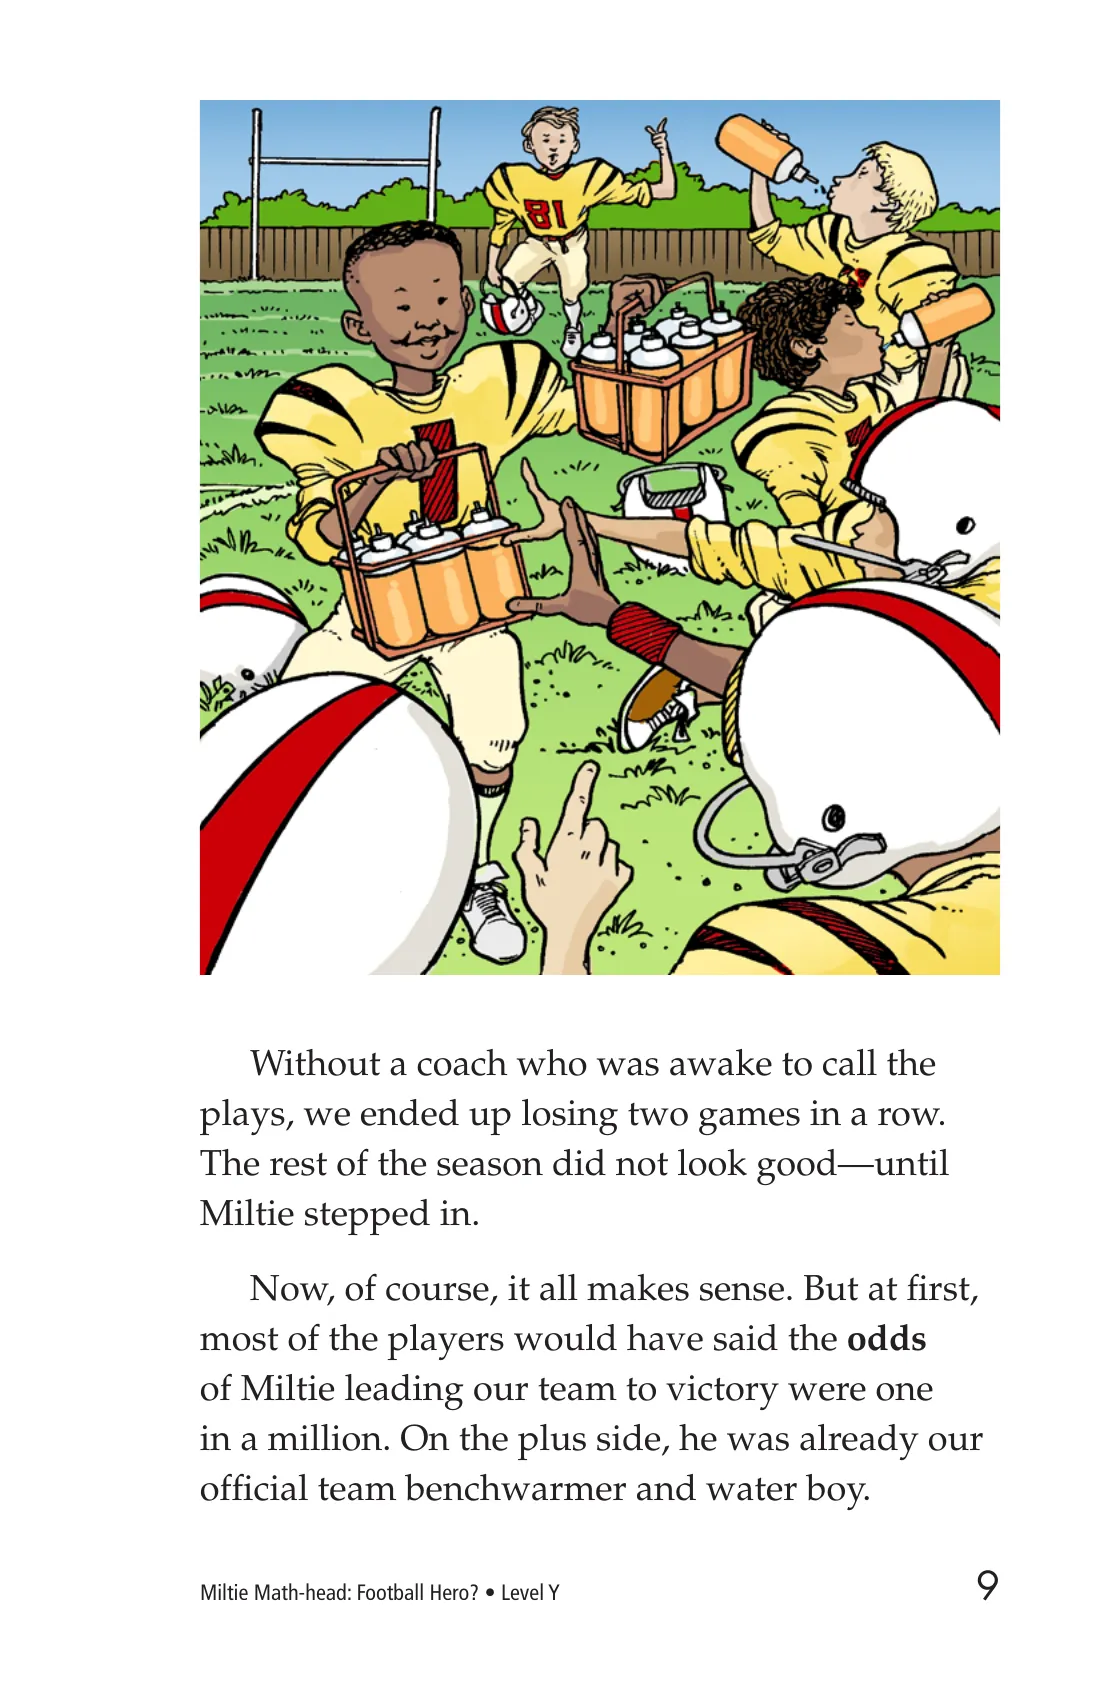 81
1
Without a coach who was awake to call the
plays, we ended up losing two games in a row.
The rest of the season did not look good—until
Miltie stepped in.
Now, of course, it all makes sense. But at first,
most of the players would have said the odds
of Miltie leading our team to victory were one
in a million. On the plus side, he was already our
official team benchwarmer and water boy.
Miltie Math-head: Football Hero? • Level Y
9